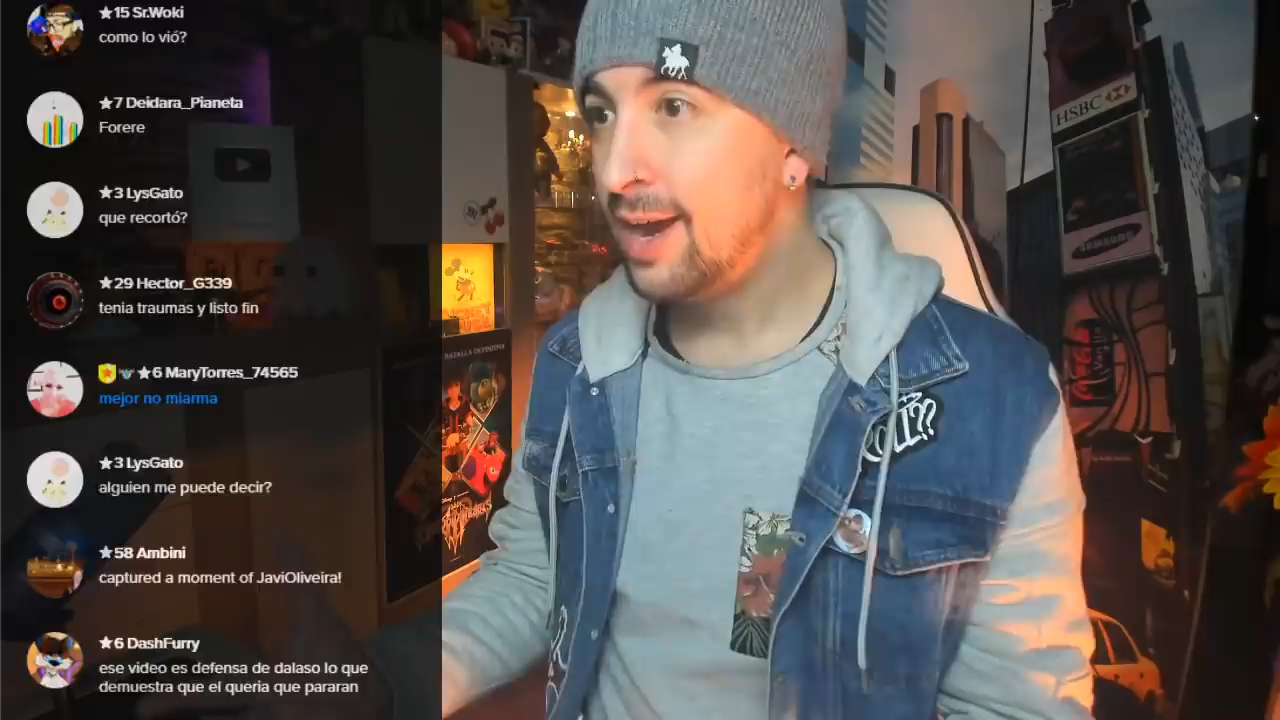 ★15 Sr.Woki
como lo vió?
★7 Deidara_Pianeta
Forere
★3 LysGato
que recortó?
★29 Hector_G339
tenia traumas y listo fin
★6 MaryTorres_74565
mejor no miarma
★3 LysGato
alguien me puede decir?
★58 Ambini
captured a moment of JaviOliveira!
★6 DashFurry
ese video es defensa de dalaso lo que
demuestra que el queria que pararan
BATALLA DEFINITIVA
HSBC
SAMSUNG